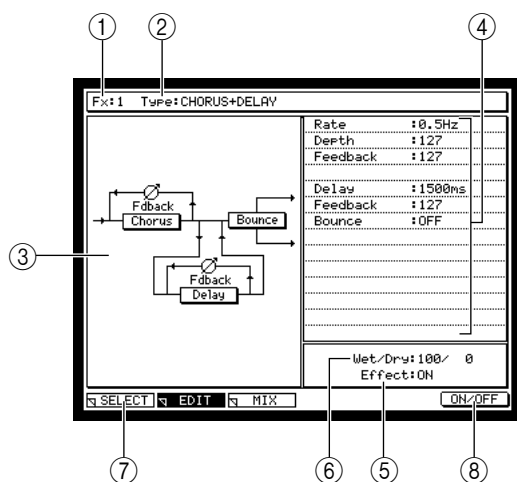 ① ② ④
Fx:1 Type:CHORUS+DELAY
Rate :0.5Hz
Depth :127
Feedback :127
Delay :1500ms
Feedback :127
Bounce :OFF
Fdback
Chorus
Bounce
③
Fdback
Delay
Wet/Dry:100/ 0
Effect:ON
SELECT EDIT MIX ON/OFF
⑦ ⑥ ⑤ ⑧